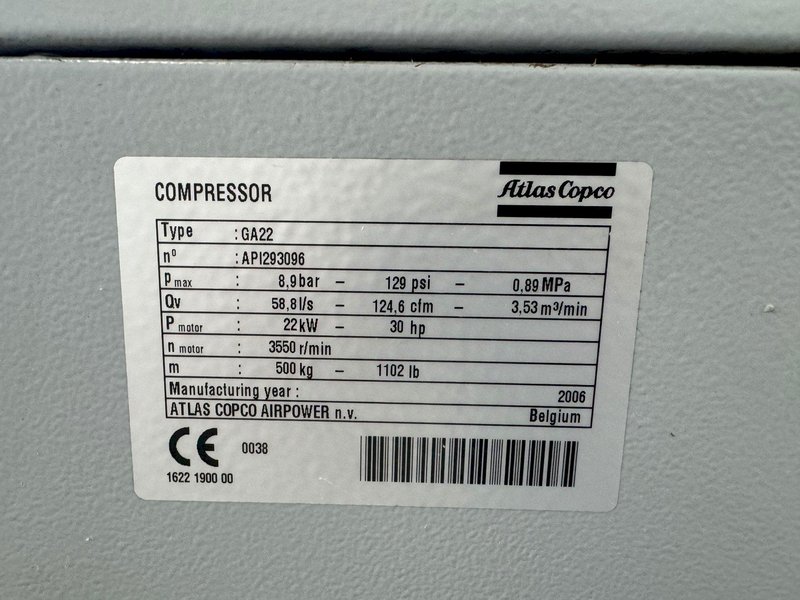 COMPRESSOR
Atlas Copco
Type : GA22
nº : API293096
Pmax : 8,9bar – 129 psi – 0,89 MPa
Qv : 58,8l/s – 124,6 cfm – 3,53 m³/min
Pmotor : 22kW – 30 hp
nmotor : 3550 r/min
m : 500 kg – 1102 lb
Manufacturing year : 2006
ATLAS COPCO AIRPOWER n.v. Belgium
CE 0038
1622 1900 00